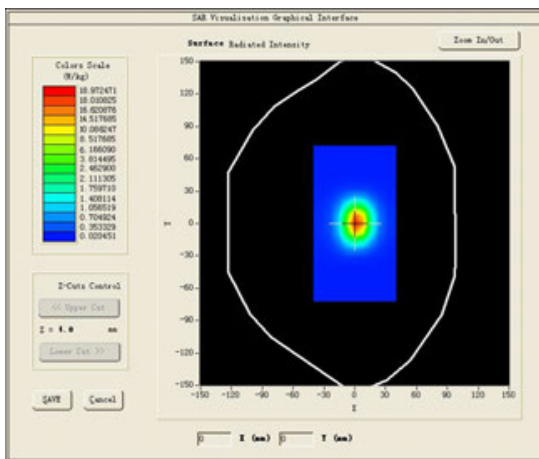 SAR Visualisation Graphical Interface
Surface Radiated Intensity
Zoom In/Out
Colors Scale
(W/kg)
18.972471
18.010825
16.620876
14.517685
10.086247
8.517685
6.166090
3.814495
2.462900
2.111305
1.759710
1.408114
1.056519
0.704924
0.353329
0.020451
Z-Cuts Control
<< Upper Cut
Z = 4.0 mm
Lower Cut >>
SAVE Cancel
150
120
90
60
30
0
-30
-60
-90
-120
-150
Y
-150 -120 -90 -60 -30 0 30 60 90 120 150
X
0 X (mm) 0 Y (mm)